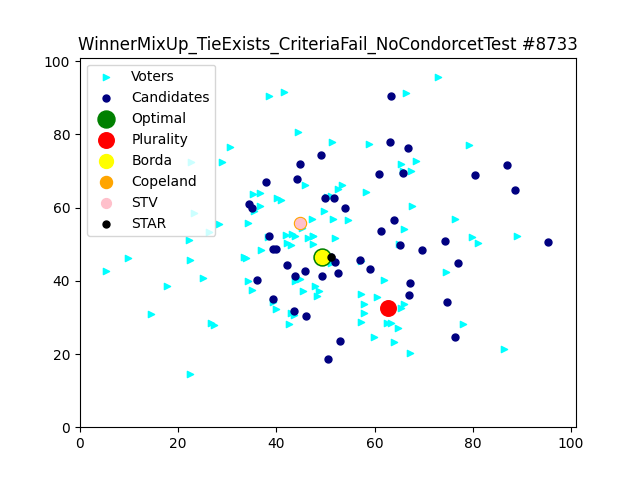 WinnerMixUp_TieExists_CriteriaFail_NoCondorcetTest #8733
100
80
60
40
20
0
Voters
Candidates
Optimal
Plurality
Borda
Copeland
STV
STAR
0 20 40 60 80 100